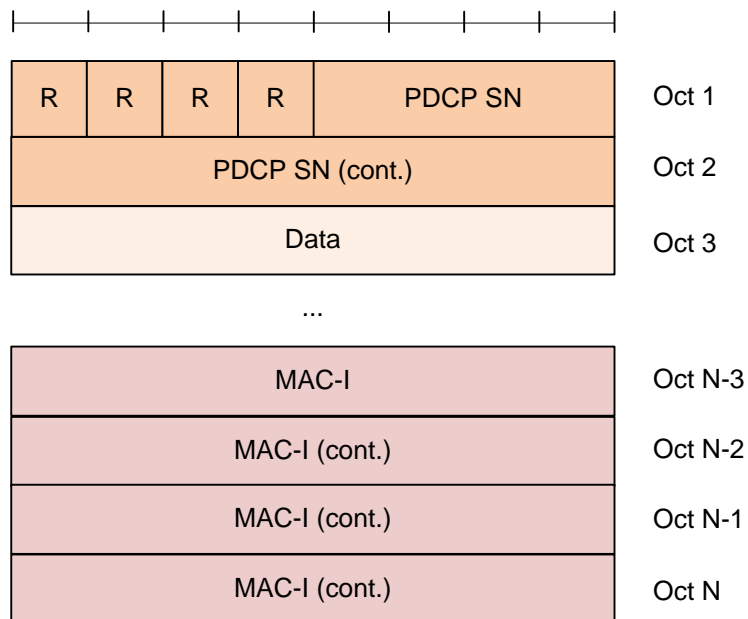 R R R R PDCP SN Oct 1
PDCP SN (cont.) Oct 2
Data Oct 3
...
MAC-I Oct N-3
MAC-I (cont.) Oct N-2
MAC-I (cont.) Oct N-1
MAC-I (cont.) Oct N